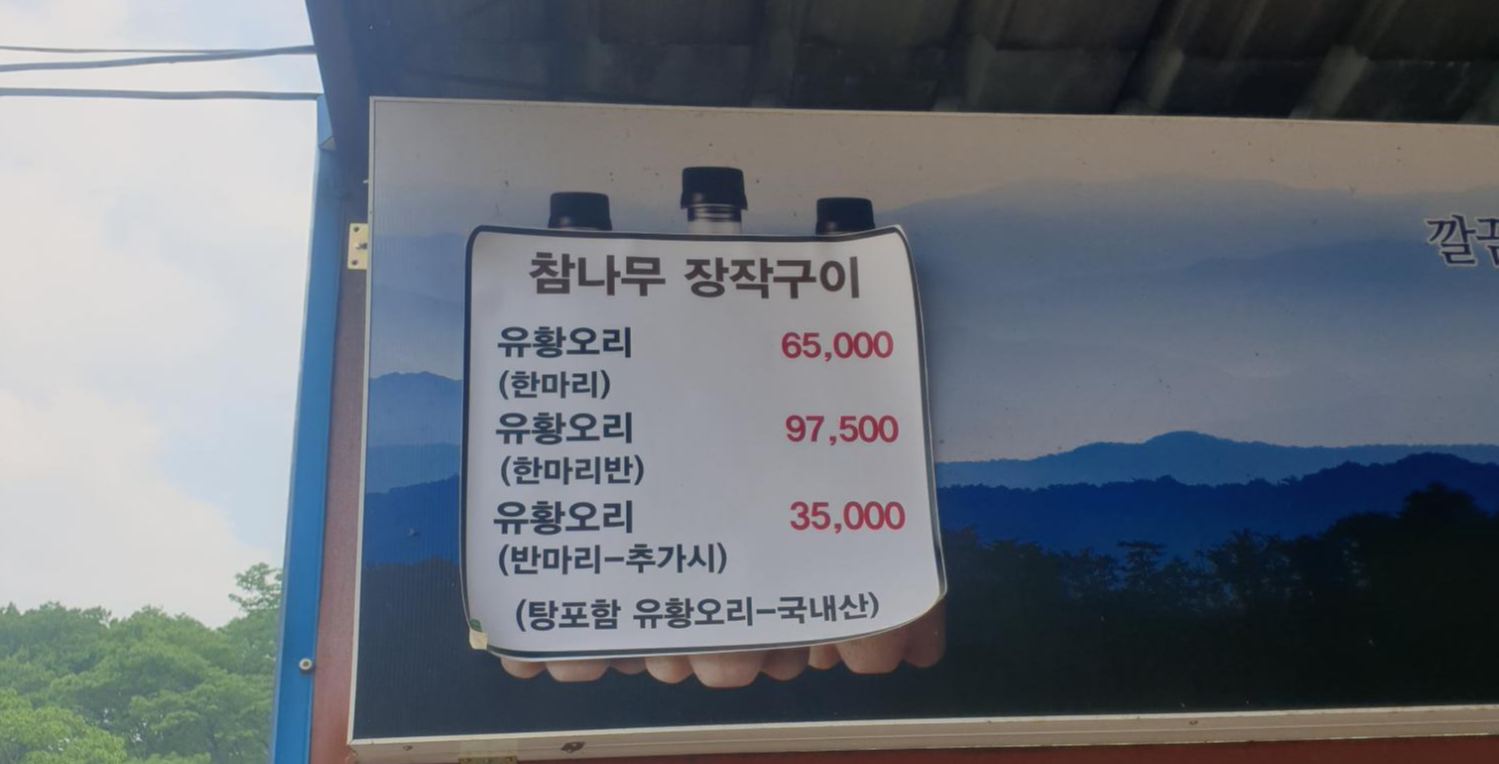 참나무 장작구이
유황오리 65,000
(한마리)
유황오리 97,500
(한마리반)
유황오리 35,000
(반마리-추가시)
(탕포함 유황오리-국내산)